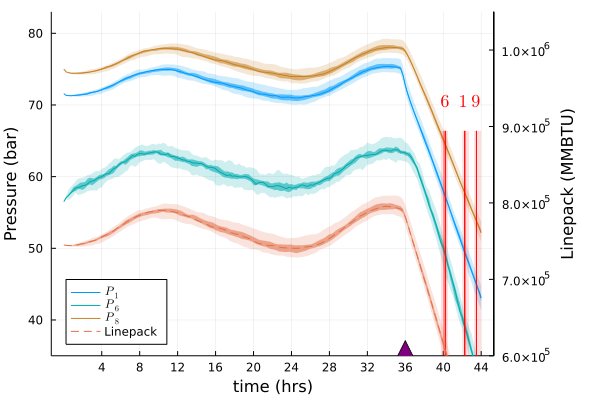 80
70
60
50
40
Pressure (bar)
4 8 12 16 20 24 28 32 36 40 44
time (hrs)
1.0×10⁶
9.0×10⁵
8.0×10⁵
7.0×10⁵
6.0×10⁵
Linepack (MMBTU)
6 1 9
P₁
P₆
P₈
Linepack